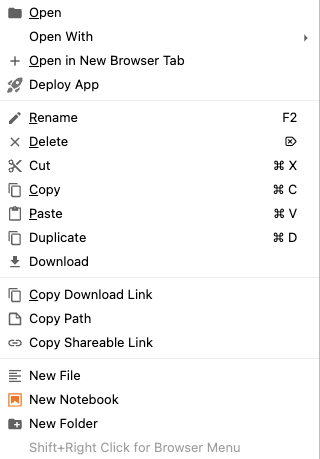 Open
Open With
Open in New Browser Tab
Deploy App
Rename F2
Delete ⌦
Cut ⌘ X
Copy ⌘ C
Paste ⌘ V
Duplicate ⌘ D
Download
Copy Download Link
Copy Path
Copy Shareable Link
New File
New Notebook
New Folder
Shift+Right Click for Browser Menu